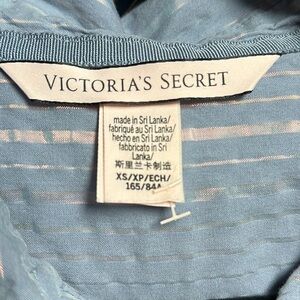 VICTORIA'S SECRET
made in Sri Lanka/
fabriqué au Sri Lanka/
hecho en Sri Lanka/
fabbricato in Sri
Lanka/
斯里兰卡制造
XS/XP/ECH/
165/84A